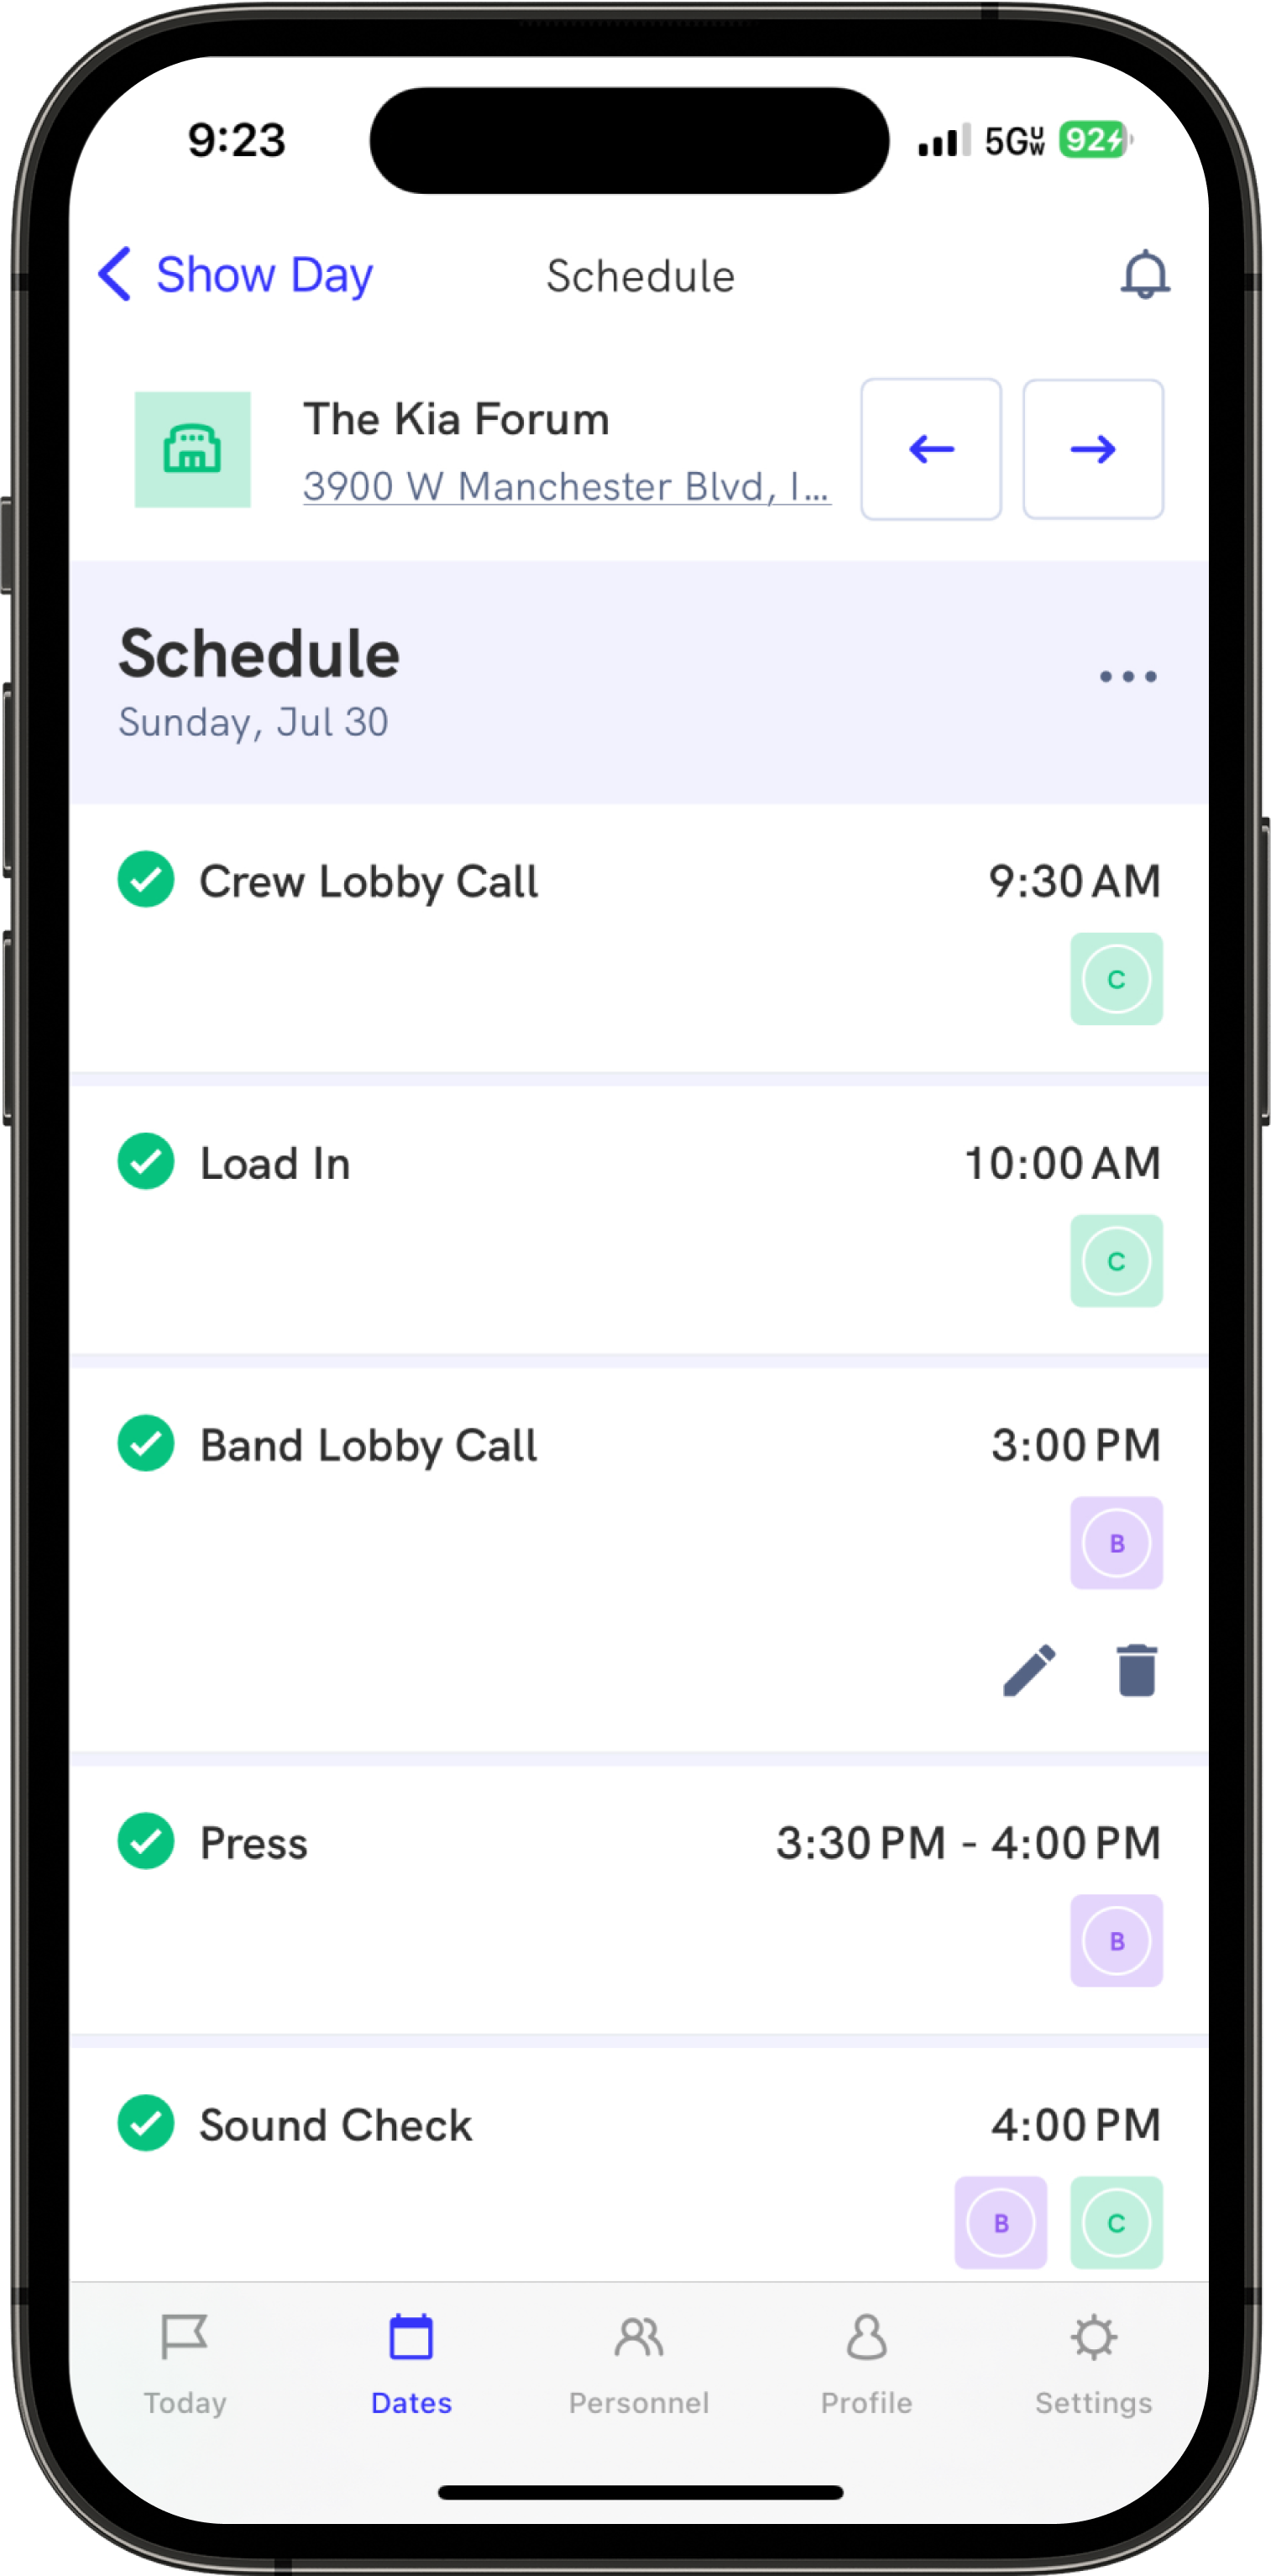 9:23 5GUW 92
Show Day Schedule
The Kia Forum
3900 W Manchester Blvd, I...
Schedule
Sunday, Jul 30
Crew Lobby Call 9:30 AM
C
Load In 10:00 AM
C
Band Lobby Call 3:00 PM
B
Press 3:30 PM - 4:00 PM
B
Sound Check 4:00 PM
B C
Today Dates Personnel Profile Settings